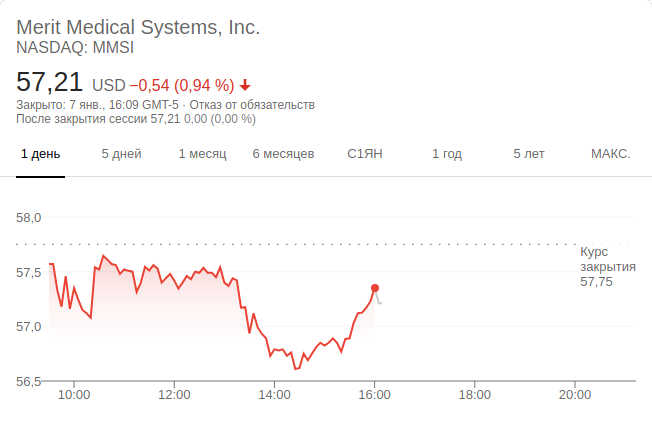 Merit Medical Systems, Inc.
NASDAQ: MMSI
57,21 USD −0,54 (0,94 %)
Закрыто: 7 янв., 16:09 GMT-5 · Отказ от обязательств
После закрытия сессии 57,21 0,00 (0,00 %)
1 день 5 дней 1 месяц 6 месяцев С1ЯН 1 год 5 лет МАКС.
58,0
Курс
закрытия
57,75
57,5
57,0
56,5
10:00 12:00 14:00 16:00 18:00 20:00